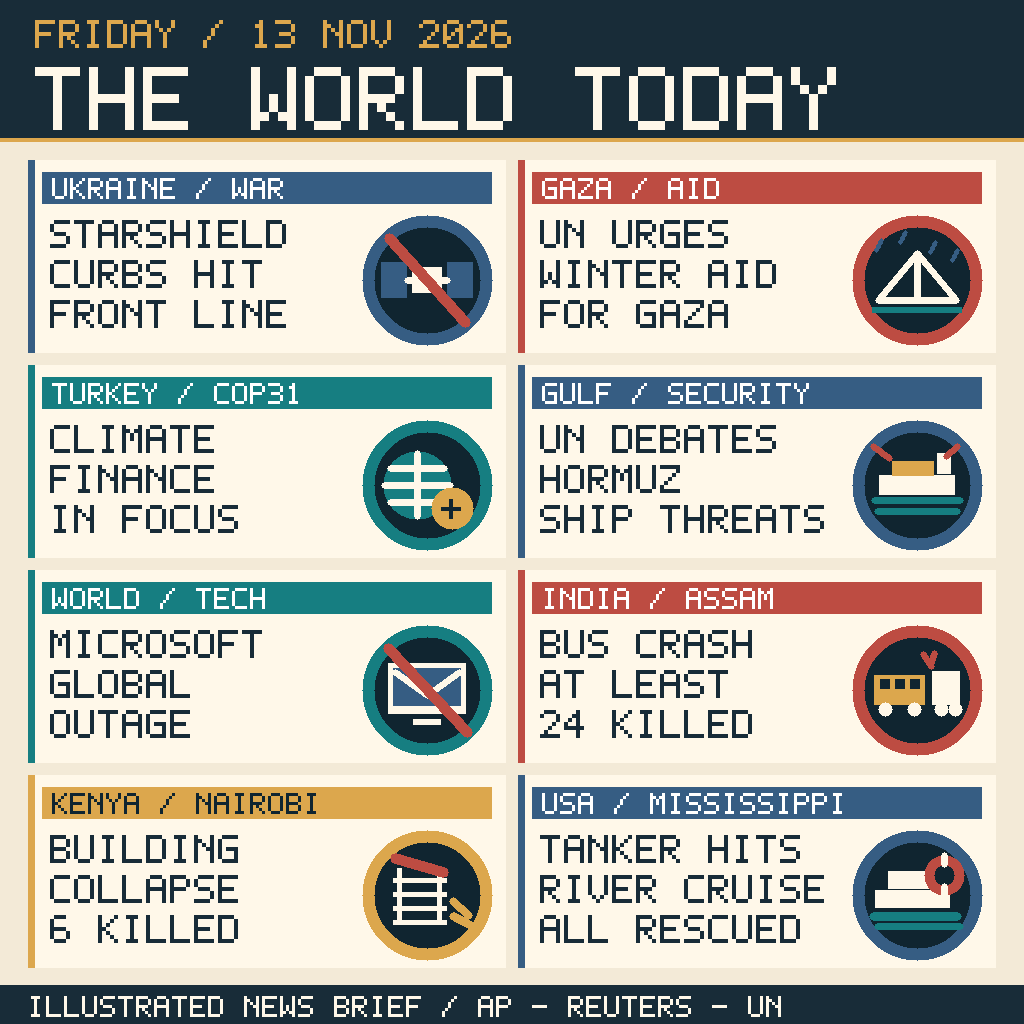 FRIDAY / 13 NOV 2026
THE WORLD TODAY
UKRAINE / WAR
STARSHIELD
CURBS HIT
FRONT LINE
GAZA / AID
UN URGES
WINTER AID
FOR GAZA
TURKEY / COP31
CLIMATE
FINANCE
IN FOCUS
GULF / SECURITY
UN DEBATES
HORMUZ
SHIP THREATS
WORLD / TECH
MICROSOFT
GLOBAL
OUTAGE
INDIA / ASSAM
BUS CRASH
AT LEAST
24 KILLED
KENYA / NAIROBI
BUILDING
COLLAPSE
6 KILLED
USA / MISSISSIPPI
TANKER HITS
RIVER CRUISE
ALL RESCUED
ILLUSTRATED NEWS BRIEF / AP - REUTERS - UN